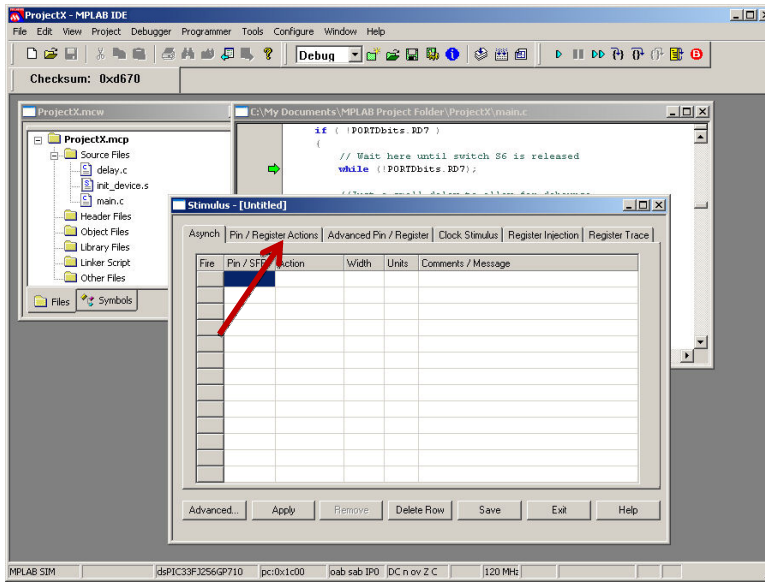 ProjectX - MPLAB IDE
File Edit View Project Debugger Programmer Tools Configure Window Help
Debug
Checksum: 0xd670
ProjectX.mcw
C:\My Documents\MPLAB Project Folder\ProjectX\main.c
ProjectX.mcp
Source Files
delay.c
init_device.s
main.c
Header Files
Object Files
Library Files
Linker Script
Other Files
Files Symbols
if ( !PORTDbits.RD7 )
{
// Wait here until switch S6 is released
while (!PORTDbits.RD7);
Stimulus - [Untitled]
Asynch Pin / Register Actions Advanced Pin / Register Clock Stimulus Register Injection Register Trace
Fire Pin / SFR Action Width Units Comments / Message
Advanced... Apply Remove Delete Row Save Exit Help
MPLAB SIM dsPIC33FJ256GP710 pc:0x1c00 oab sab IP0 DC n ov Z C 120 MHz